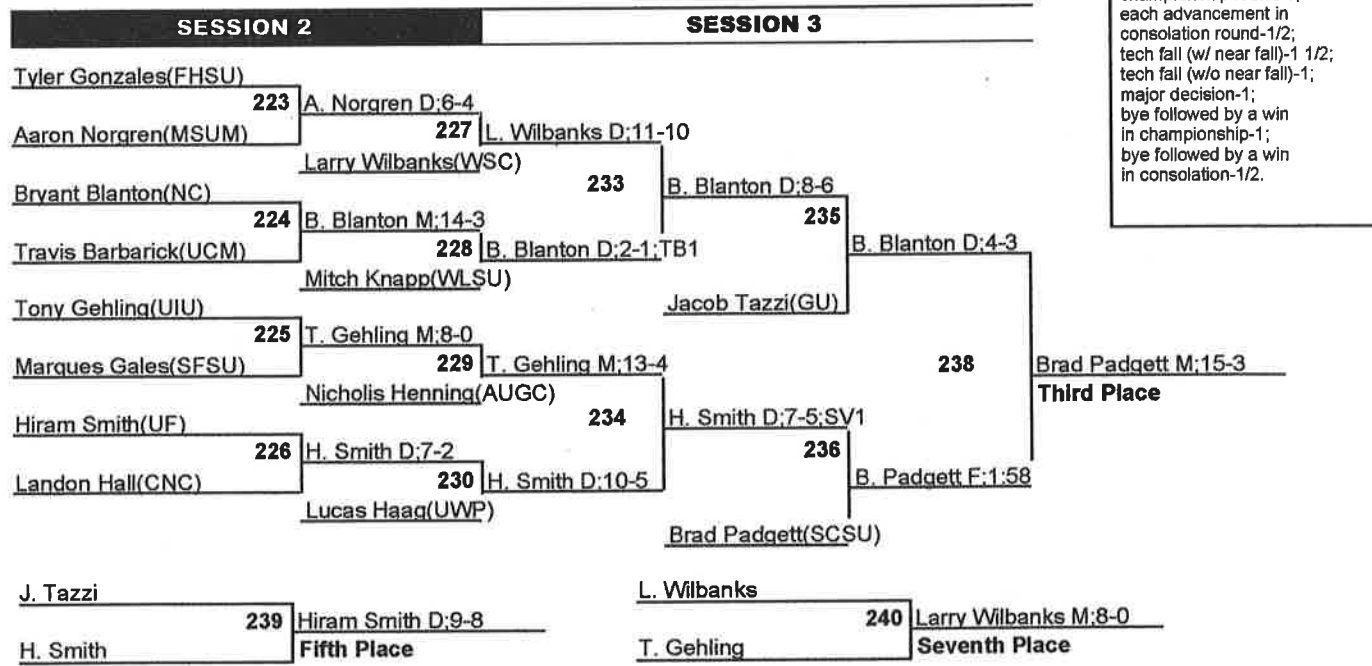 SESSION 2
SESSION 3
each advancement in
consolation round-1/2;
tech fall (w/ near fall)-1 1/2;
tech fall (w/o near fall)-1;
major decision-1;
bye followed by a win
in championship-1;
bye followed by a win
in consolation-1/2.
Tyler Gonzales(FHSU)
223 A. Norgren D;6-4
Aaron Norgren(MSUM)
227 L. Wilbanks D;11-10
Larry Wilbanks(WSC)
Bryant Blanton(NC)
233 B. Blanton D;8-6
224 B. Blanton M;14-3
235
Travis Barbarick(UCM)
228 B. Blanton D;2-1;TB1
B. Blanton D;4-3
Mitch Knapp(WLSU)
Tony Gehling(UIU)
Jacob Tazzi(GU)
225 T. Gehling M;8-0
Marques Gales(SFSU)
229 T. Gehling M;13-4
238 Brad Padgett M;15-3
Nicholis Henning(AUGC)
Third Place
Hiram Smith(UF)
234 H. Smith D;7-5;SV1
226 H. Smith D;7-2
236
Landon Hall(CNC)
230 H. Smith D;10-5
B. Padgett F;1:58
Lucas Haag(UWP)
Brad Padgett(SCSU)
J. Tazzi
239 Hiram Smith D;9-8
H. Smith
Fifth Place
L. Wilbanks
240 Larry Wilbanks M;8-0
T. Gehling
Seventh Place